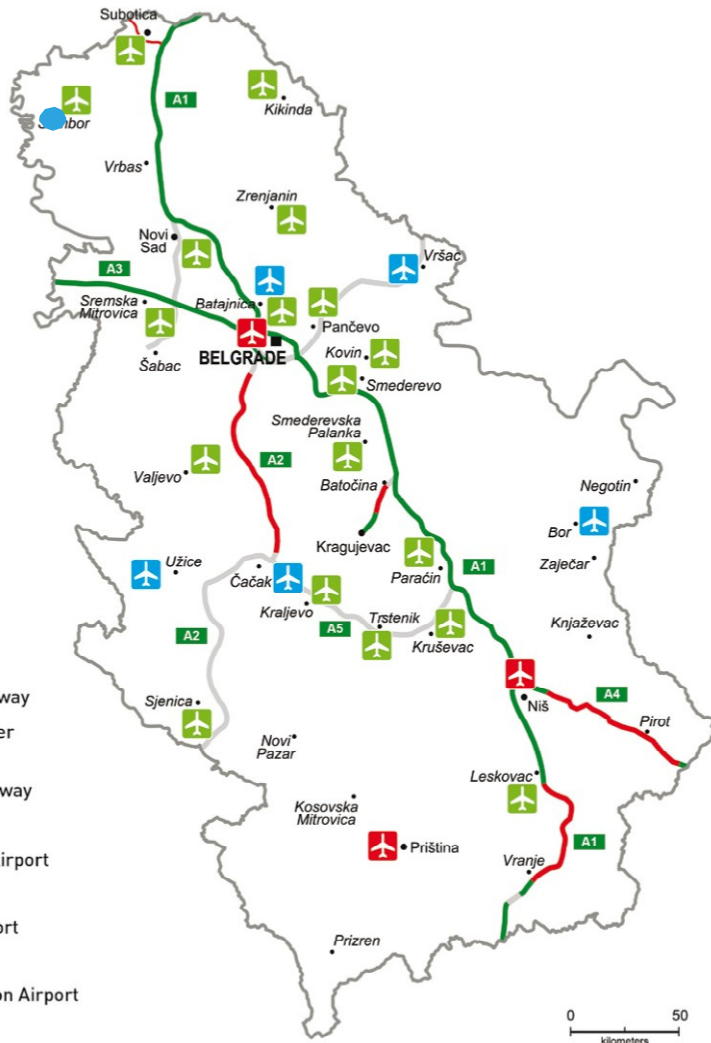 Subotica
A1
Kikinda
Vrbas
Zrenjanin
Novi
Sad
Vršac
A3
Sremska
Mitrovica
Batajnica
Pančevo
BELGRADE
Kovin
Šabac
Smederevo
Smederevska
Palanka
A2
Valjevo
Batočina
Negotin
Bor
Kragujevac
Zaječar
Užice
Čačak
Paraćin
A1
Kraljevo
Trstenik
A5
A2
Kruševac
Knjaževac
Sjenica
Niš
A4
Pirot
Novi
Pazar
Leskovac
Kosovska
Mitrovica
Priština
A1
Vranje
Prizren
way
er
way
irport
ort
on Airport
0 50
kilometers